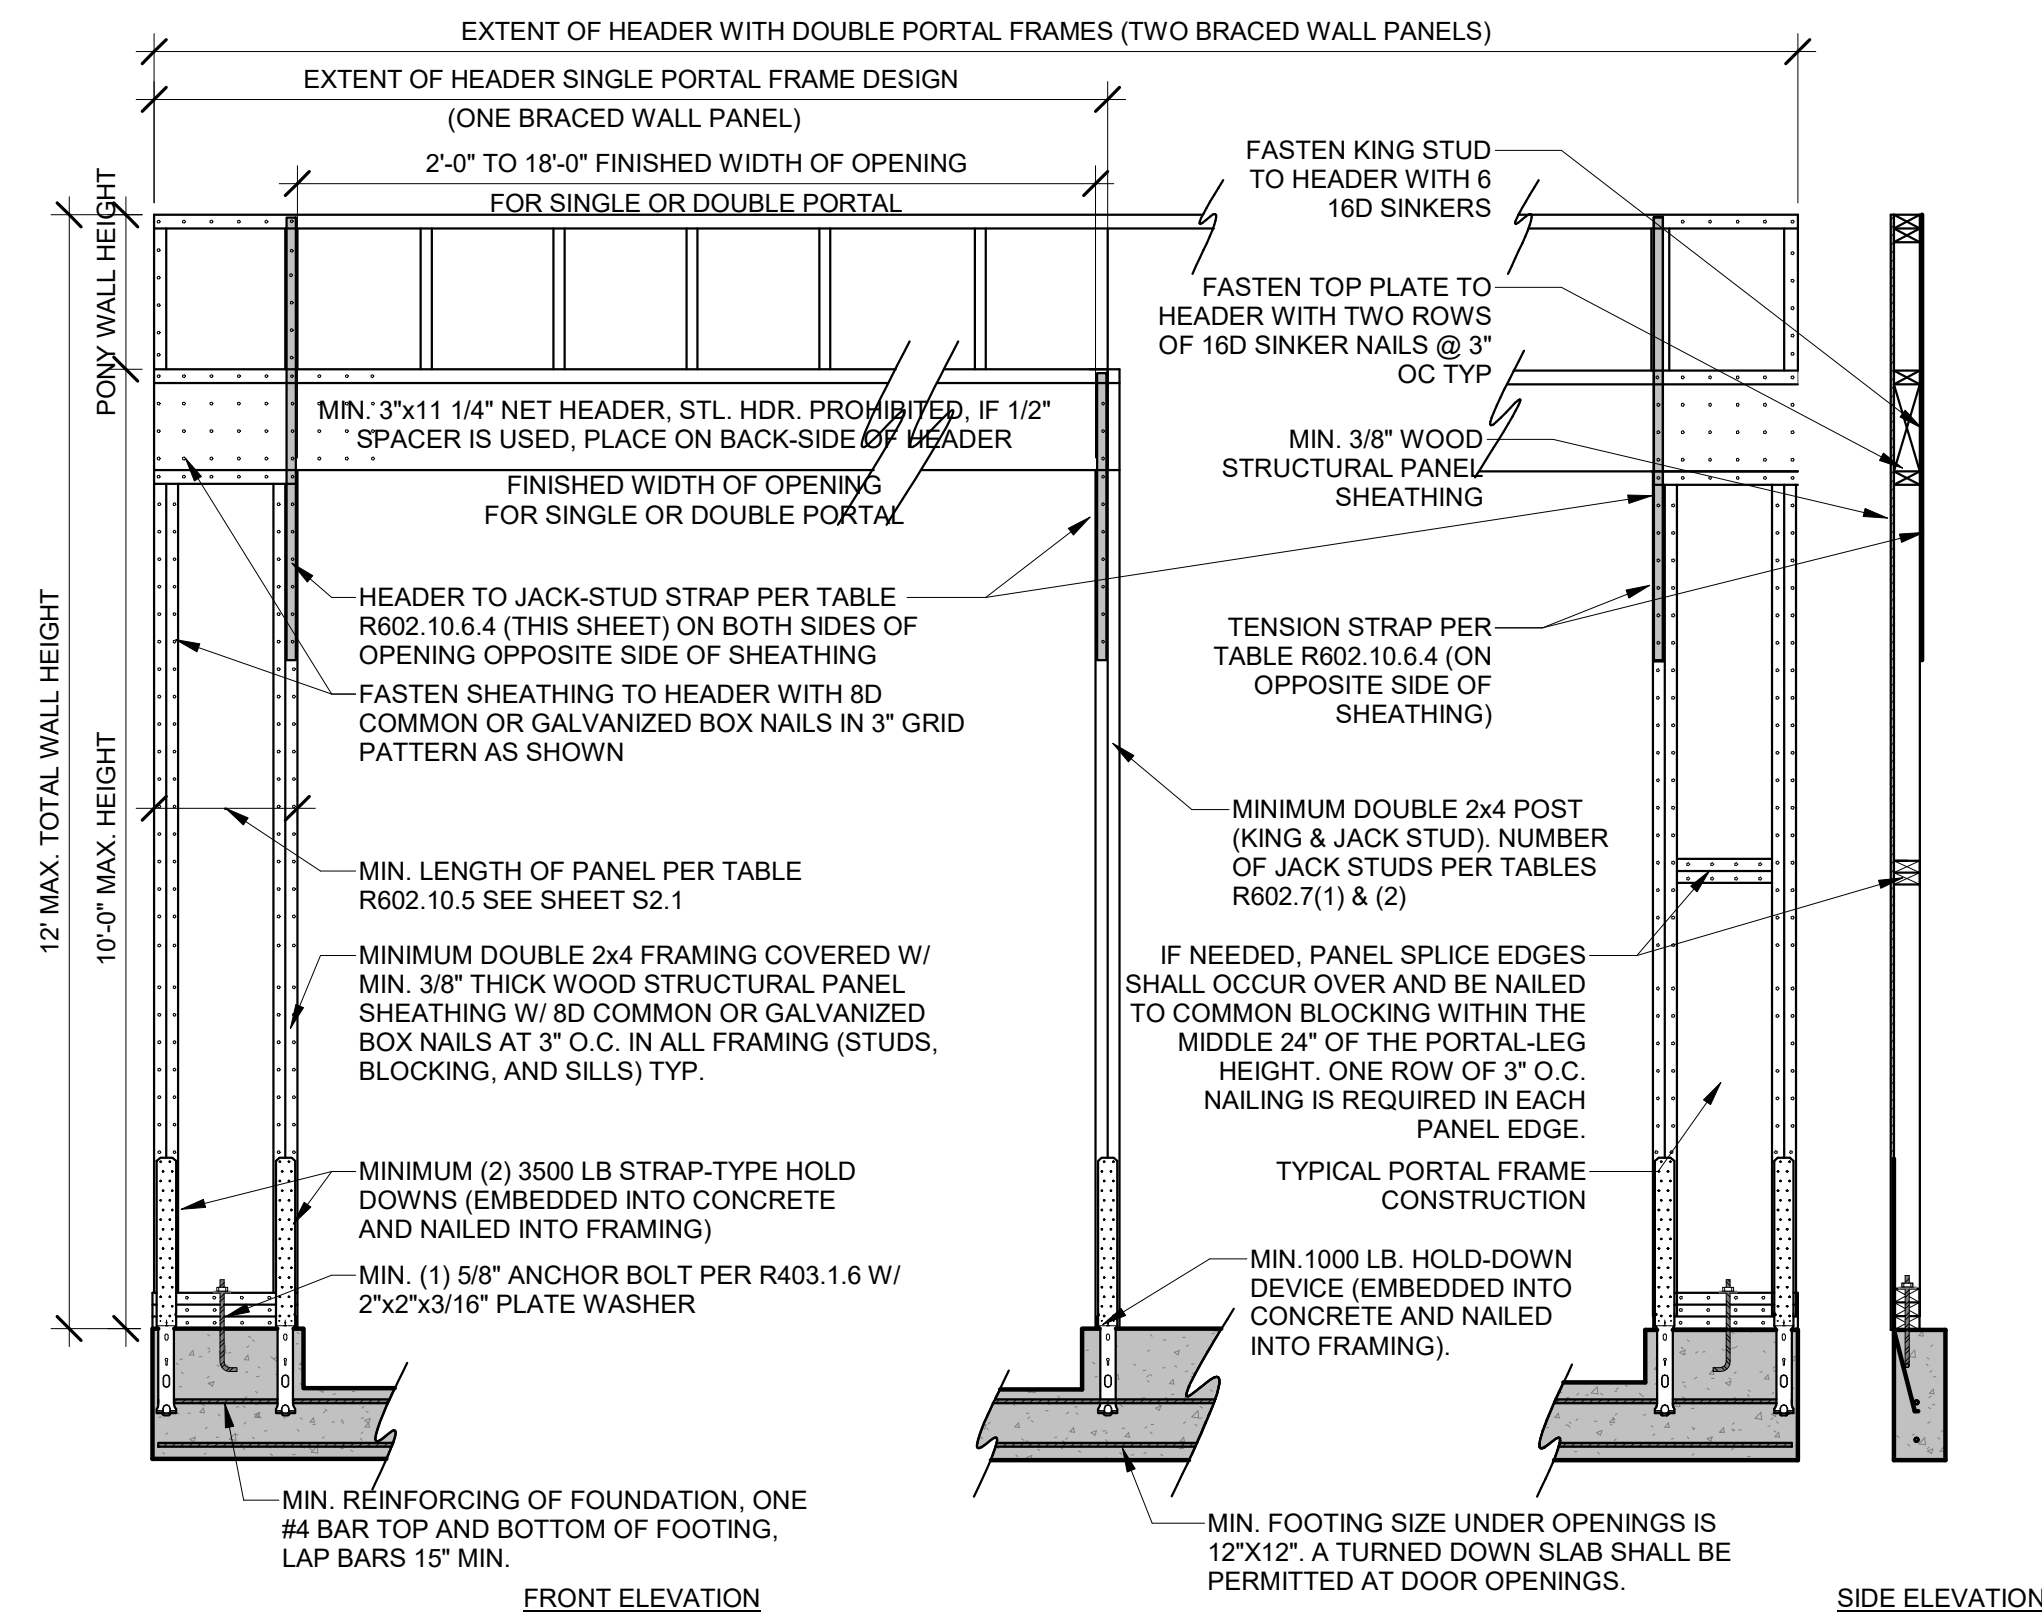 EXTENT OF HEADER WITH DOUBLE PORTAL FRAMES (TWO BRACED WALL PANELS)
EXTENT OF HEADER SINGLE PORTAL FRAME DESIGN
(ONE BRACED WALL PANEL)
2'-0" TO 18'-0" FINISHED WIDTH OF OPENING
FOR SINGLE OR DOUBLE PORTAL
PONY WALL HEIGHT
12' MAX. TOTAL WALL HEIGHT
10'-0" MAX. HEIGHT
FASTEN KING STUD
TO HEADER WITH 6
16D SINKERS
FASTEN TOP PLATE TO
HEADER WITH TWO ROWS
OF 16D SINKER NAILS @ 3"
OC TYP
MIN. 3"x11 1/4" NET HEADER, STL. HDR. PROHIBITED, IF 1/2"
SPACER IS USED, PLACE ON BACK-SIDE OF HEADER
FINISHED WIDTH OF OPENING
FOR SINGLE OR DOUBLE PORTAL
MIN. 3/8" WOOD
STRUCTURAL PANEL
SHEATHING
HEADER TO JACK-STUD STRAP PER TABLE
R602.10.6.4 (THIS SHEET) ON BOTH SIDES OF
OPENING OPPOSITE SIDE OF SHEATHING
FASTEN SHEATHING TO HEADER WITH 8D
COMMON OR GALVANIZED BOX NAILS IN 3" GRID
PATTERN AS SHOWN
TENSION STRAP PER
TABLE R602.10.6.4 (ON
OPPOSITE SIDE OF
SHEATHING)
MIN. LENGTH OF PANEL PER TABLE
R602.10.5 SEE SHEET S2.1
MINIMUM DOUBLE 2x4 POST
(KING & JACK STUD). NUMBER
OF JACK STUDS PER TABLES
R602.7(1) & (2)
MINIMUM DOUBLE 2x4 FRAMING COVERED W/
MIN. 3/8" THICK WOOD STRUCTURAL PANEL
SHEATHING W/ 8D COMMON OR GALVANIZED
BOX NAILS AT 3" O.C. IN ALL FRAMING (STUDS,
BLOCKING, AND SILLS) TYP.
IF NEEDED, PANEL SPLICE EDGES
SHALL OCCUR OVER AND BE NAILED
TO COMMON BLOCKING WITHIN THE
MIDDLE 24" OF THE PORTAL-LEG
HEIGHT. ONE ROW OF 3" O.C.
NAILING IS REQUIRED IN EACH
PANEL EDGE.
MINIMUM (2) 3500 LB STRAP-TYPE HOLD
DOWNS (EMBEDDED INTO CONCRETE
AND NAILED INTO FRAMING)
TYPICAL PORTAL FRAME
CONSTRUCTION
MIN. (1) 5/8" ANCHOR BOLT PER R403.1.6 W/
2"x2"x3/16" PLATE WASHER
MIN.1000 LB. HOLD-DOWN
DEVICE (EMBEDDED INTO
CONCRETE AND NAILED
INTO FRAMING).
MIN. REINFORCING OF FOUNDATION, ONE
#4 BAR TOP AND BOTTOM OF FOOTING,
LAP BARS 15" MIN.
MIN. FOOTING SIZE UNDER OPENINGS IS
12"X12". A TURNED DOWN SLAB SHALL BE
PERMITTED AT DOOR OPENINGS.
FRONT ELEVATION
SIDE ELEVATION